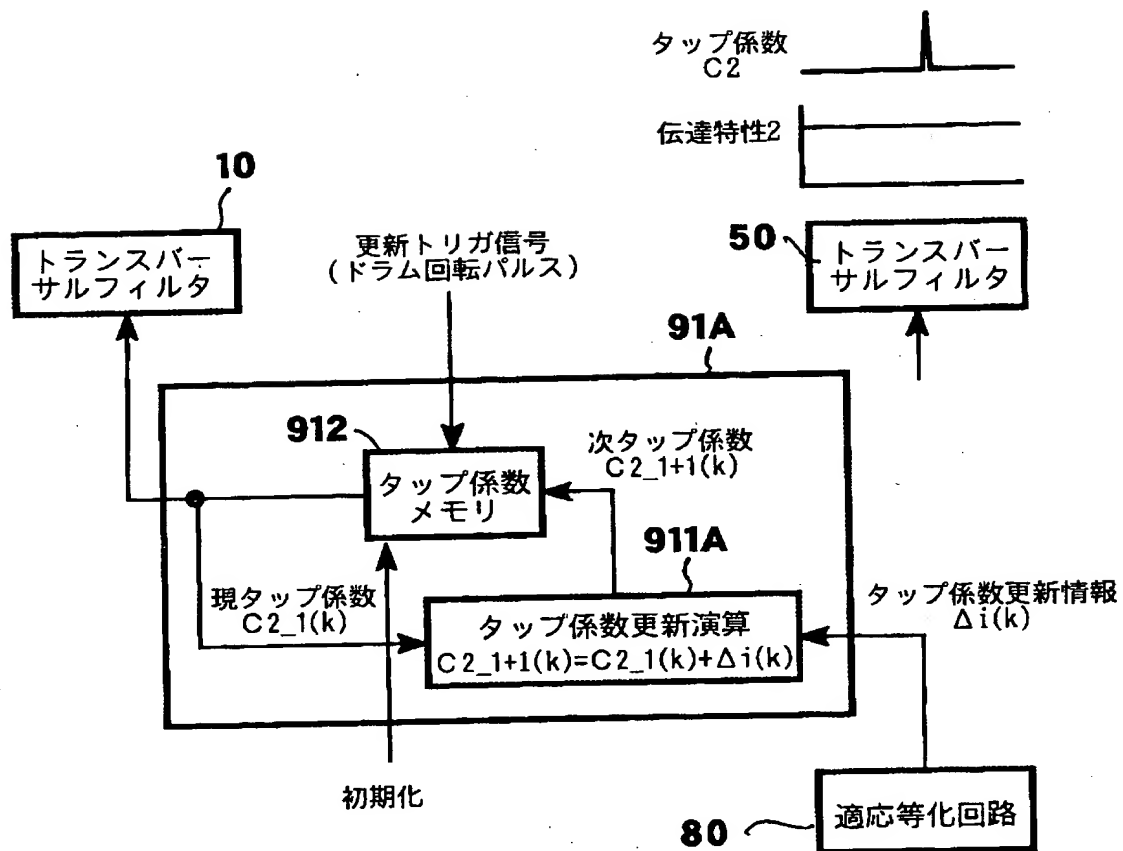 タップ係数
C2
伝達特性2
10
トランスバー
サルフィルタ
更新トリガ信号
(ドラム回転パルス)
50
トランスバー
サルフィルタ
91A
912
タップ係数
メモリ
次タップ係数
C2_1+1(k)
911A
現タップ係数
C2_1(k)
タップ係数更新演算
C2_1+1(k)=C2_1(k)+Δi(k)
タップ係数更新情報
Δi(k)
初期化
80
適応等化回路